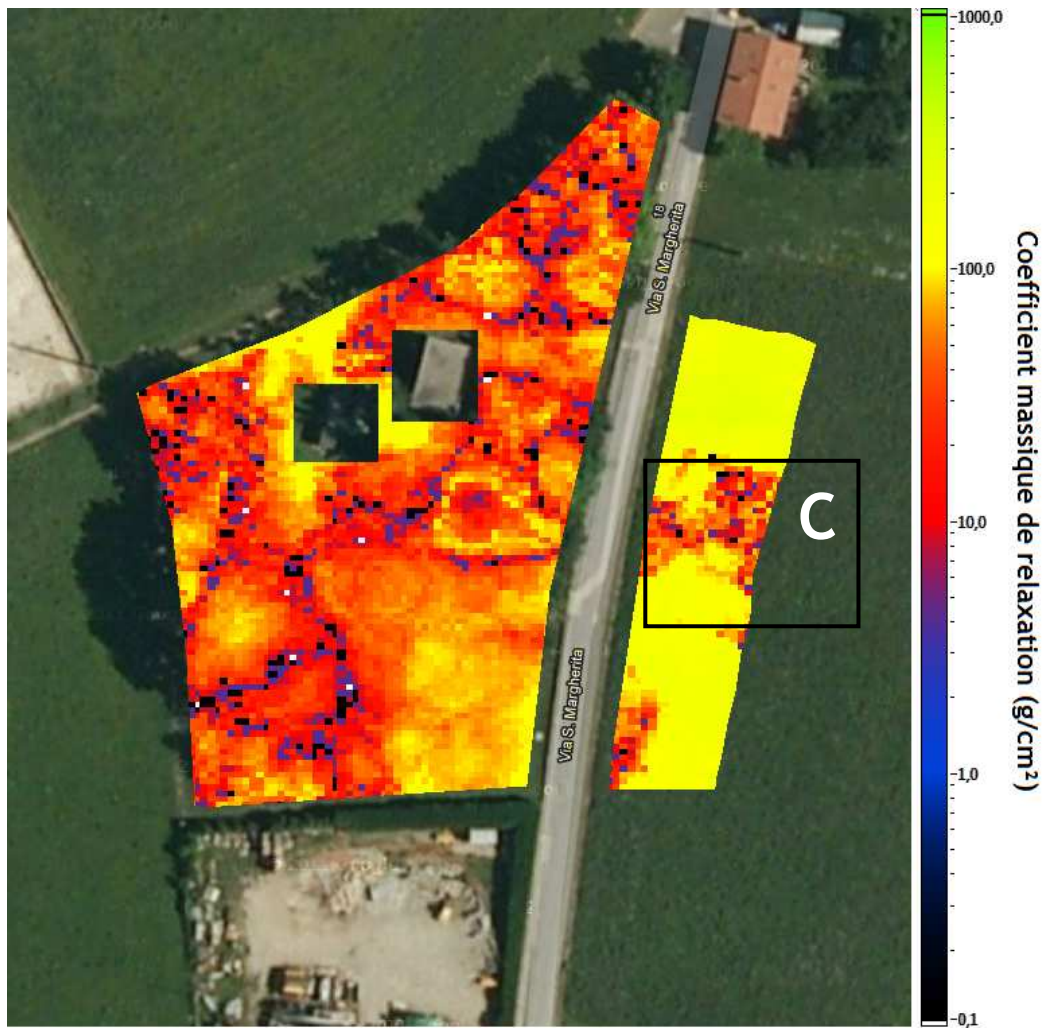 1000,0
18
Via S. Margherita
100,0
C
10,0
Via S. Margherita
1,0
0,1
Coefficient massique de relaxation (g/cm²)